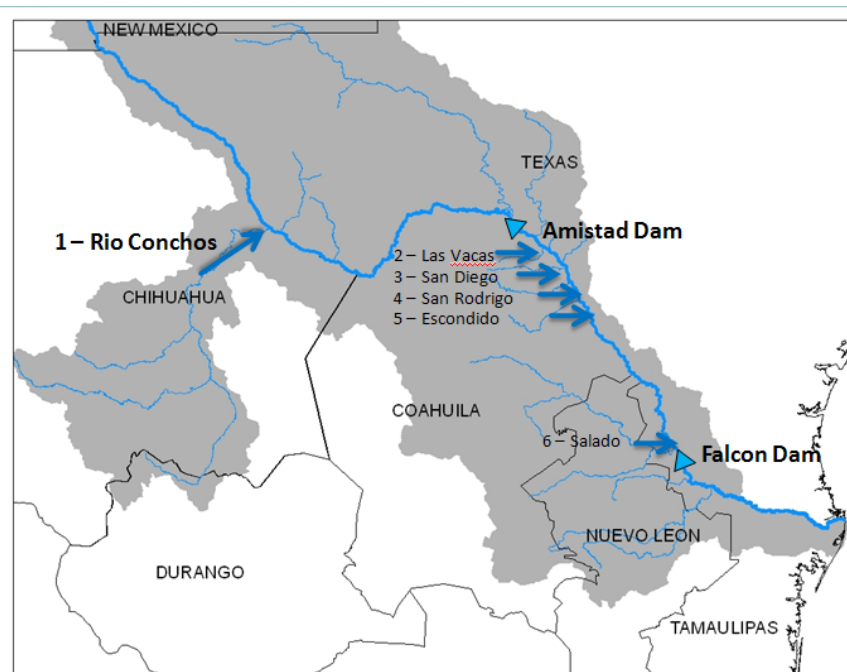 NEW MEXICO
TEXAS
1 – Rio Conchos
Amistad Dam
2 – Las Vacas
3 – San Diego
4 – San Rodrigo
5 – Escondido
CHIHUAHUA
COAHUILA
6 – Salado
Falcon Dam
NUEVO LEON
DURANGO
TAMAULIPAS